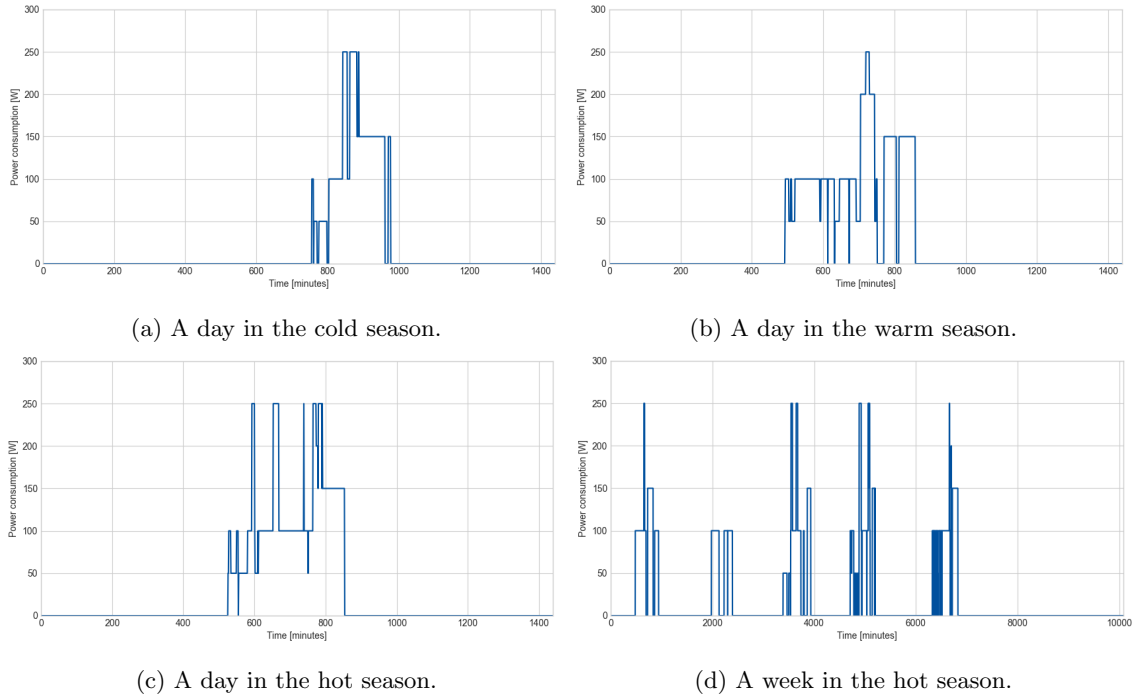 300
250
200
150
100
50
0
Power consumption [W]
0 200 400 600 800 1000 1200 1400
Time [minutes]
(a) A day in the cold season.
300
250
200
150
100
50
0
Power consumption [W]
0 200 400 600 800 1000 1200 1400
Time [minutes]
(b) A day in the warm season.
300
250
200
150
100
50
0
Power consumption [W]
0 200 400 600 800 1000 1200 1400
Time [minutes]
(c) A day in the hot season.
300
250
200
150
100
50
0
Power consumption [W]
0 2000 4000 6000 8000 10000
Time [minutes]
(d) A week in the hot season.